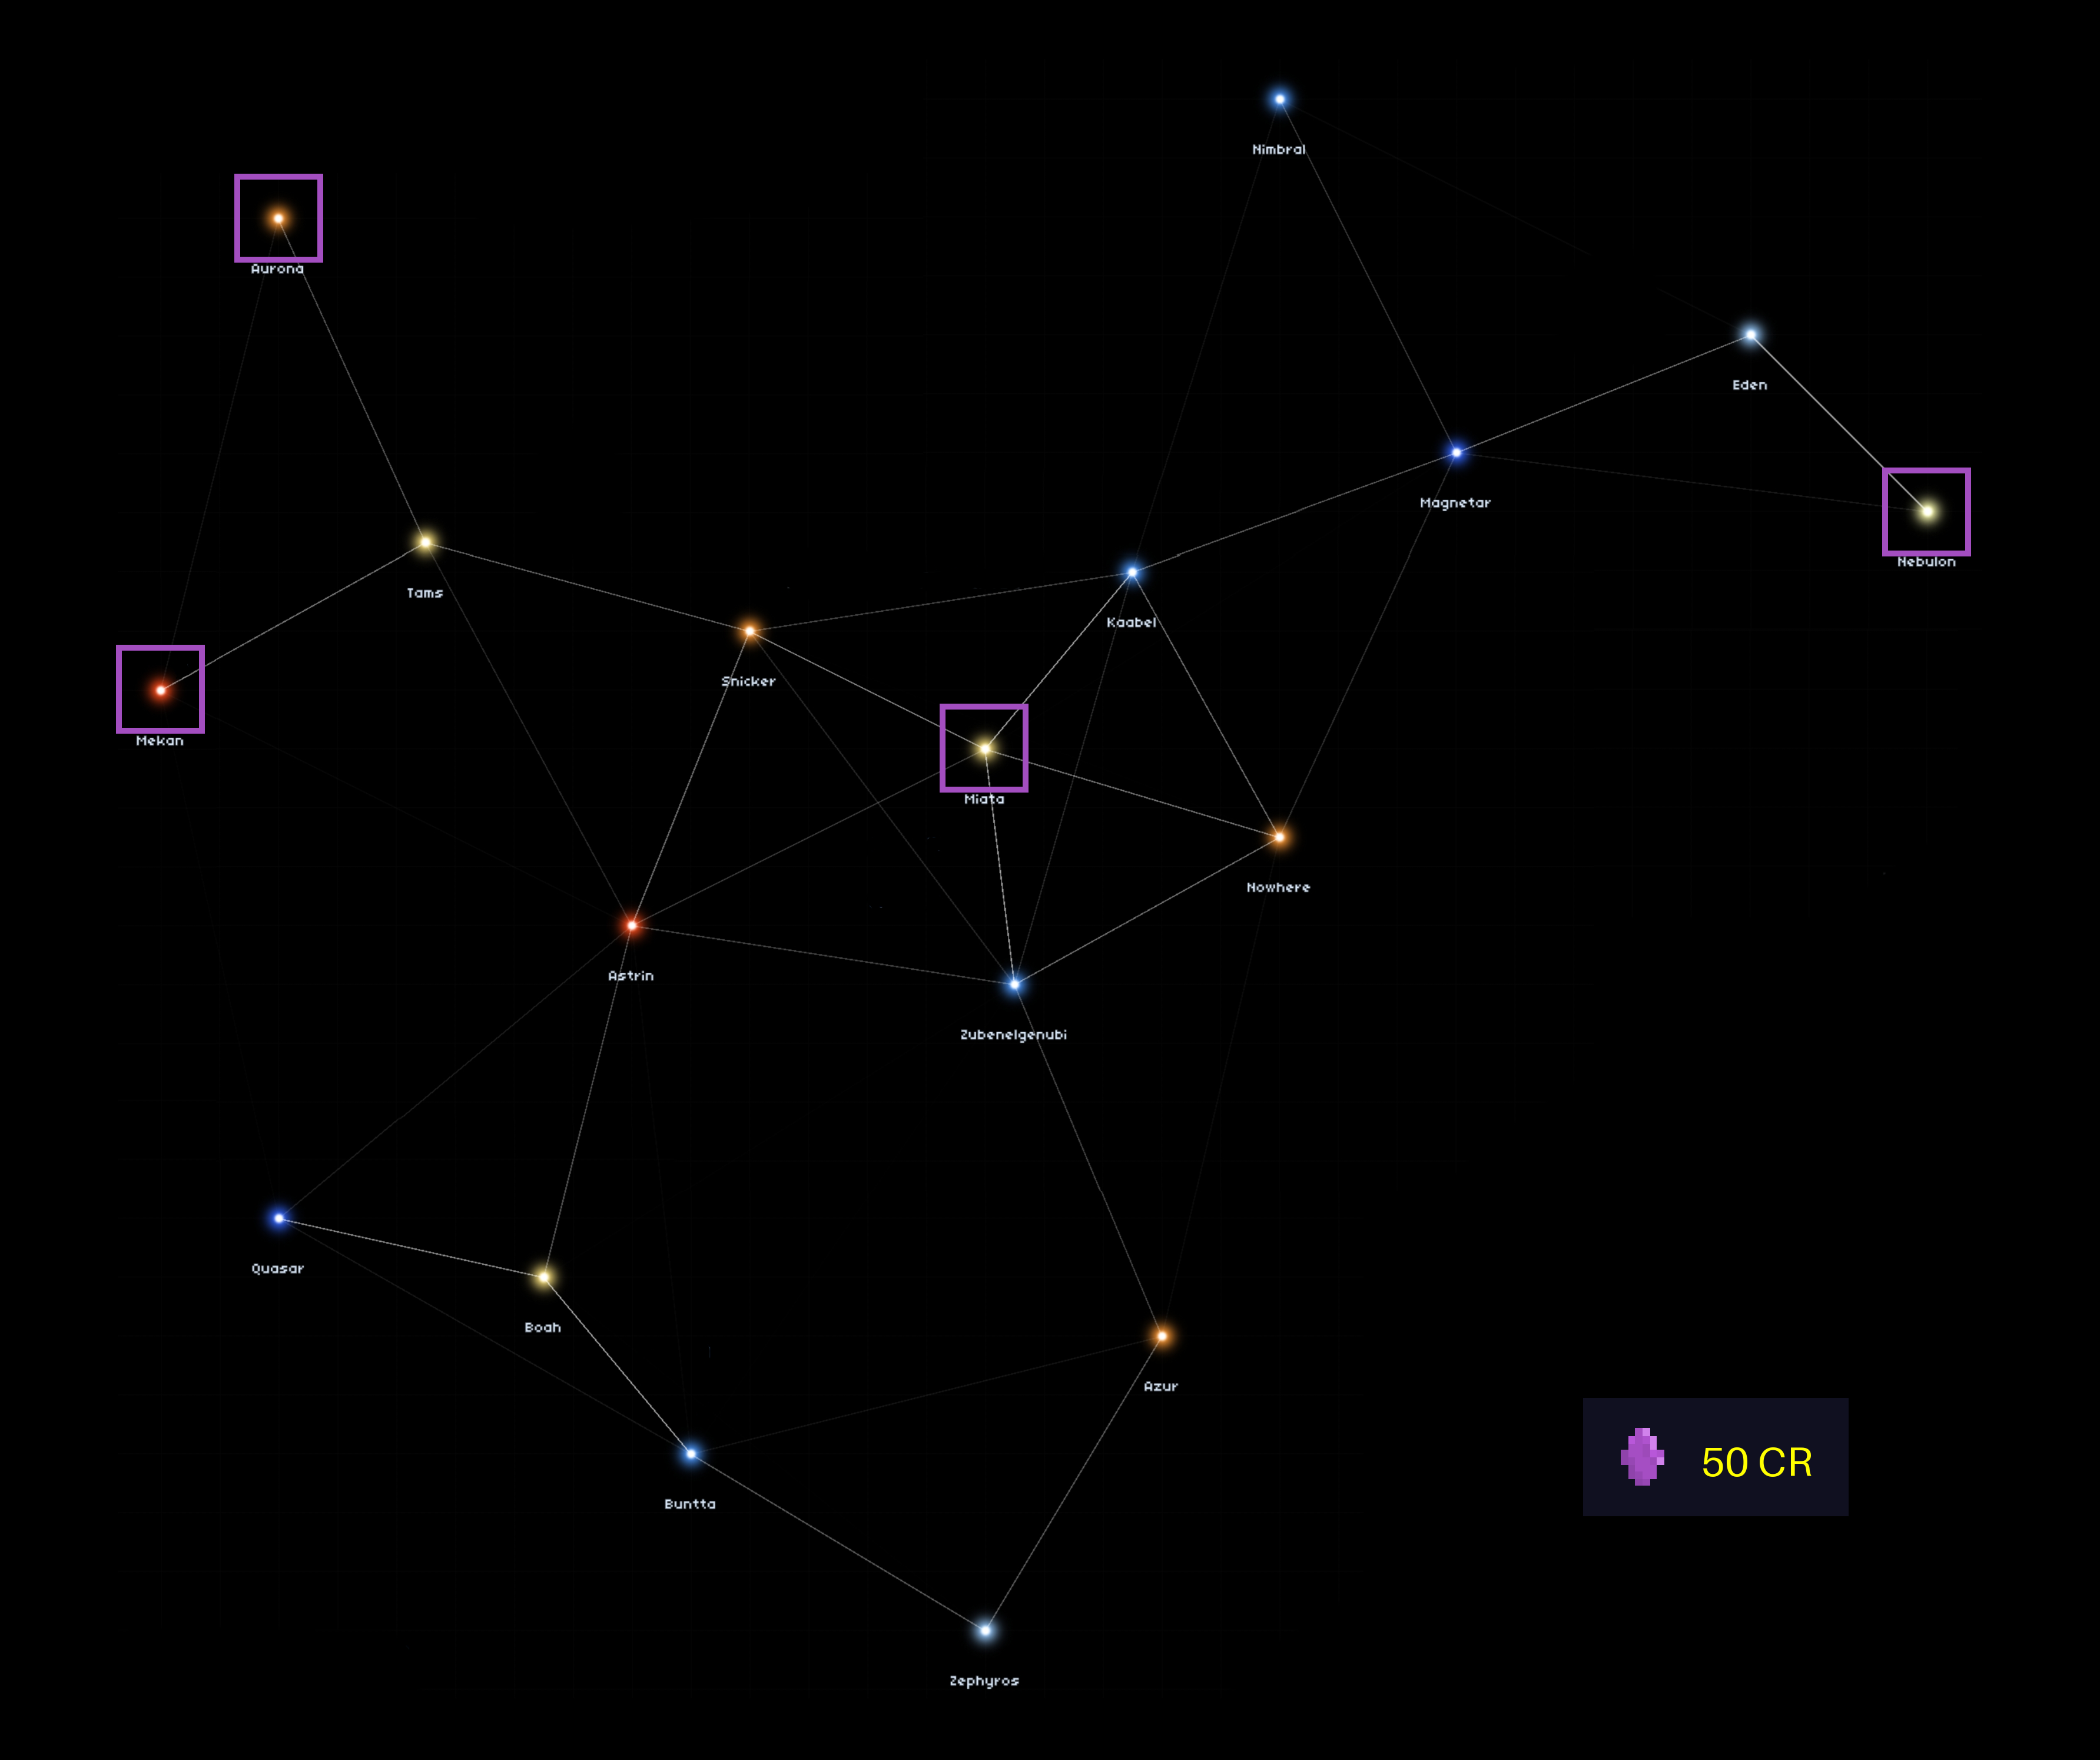 Nimbral
Aurona
Eden
Magnetar
Nebulon
Tams
Kaabel
Snicker
Mekan
Miata
Nowhere
Astrin
Zubenelgenubi
Quasar
Boah
Azur
50 CR
Buntta
Zephyros